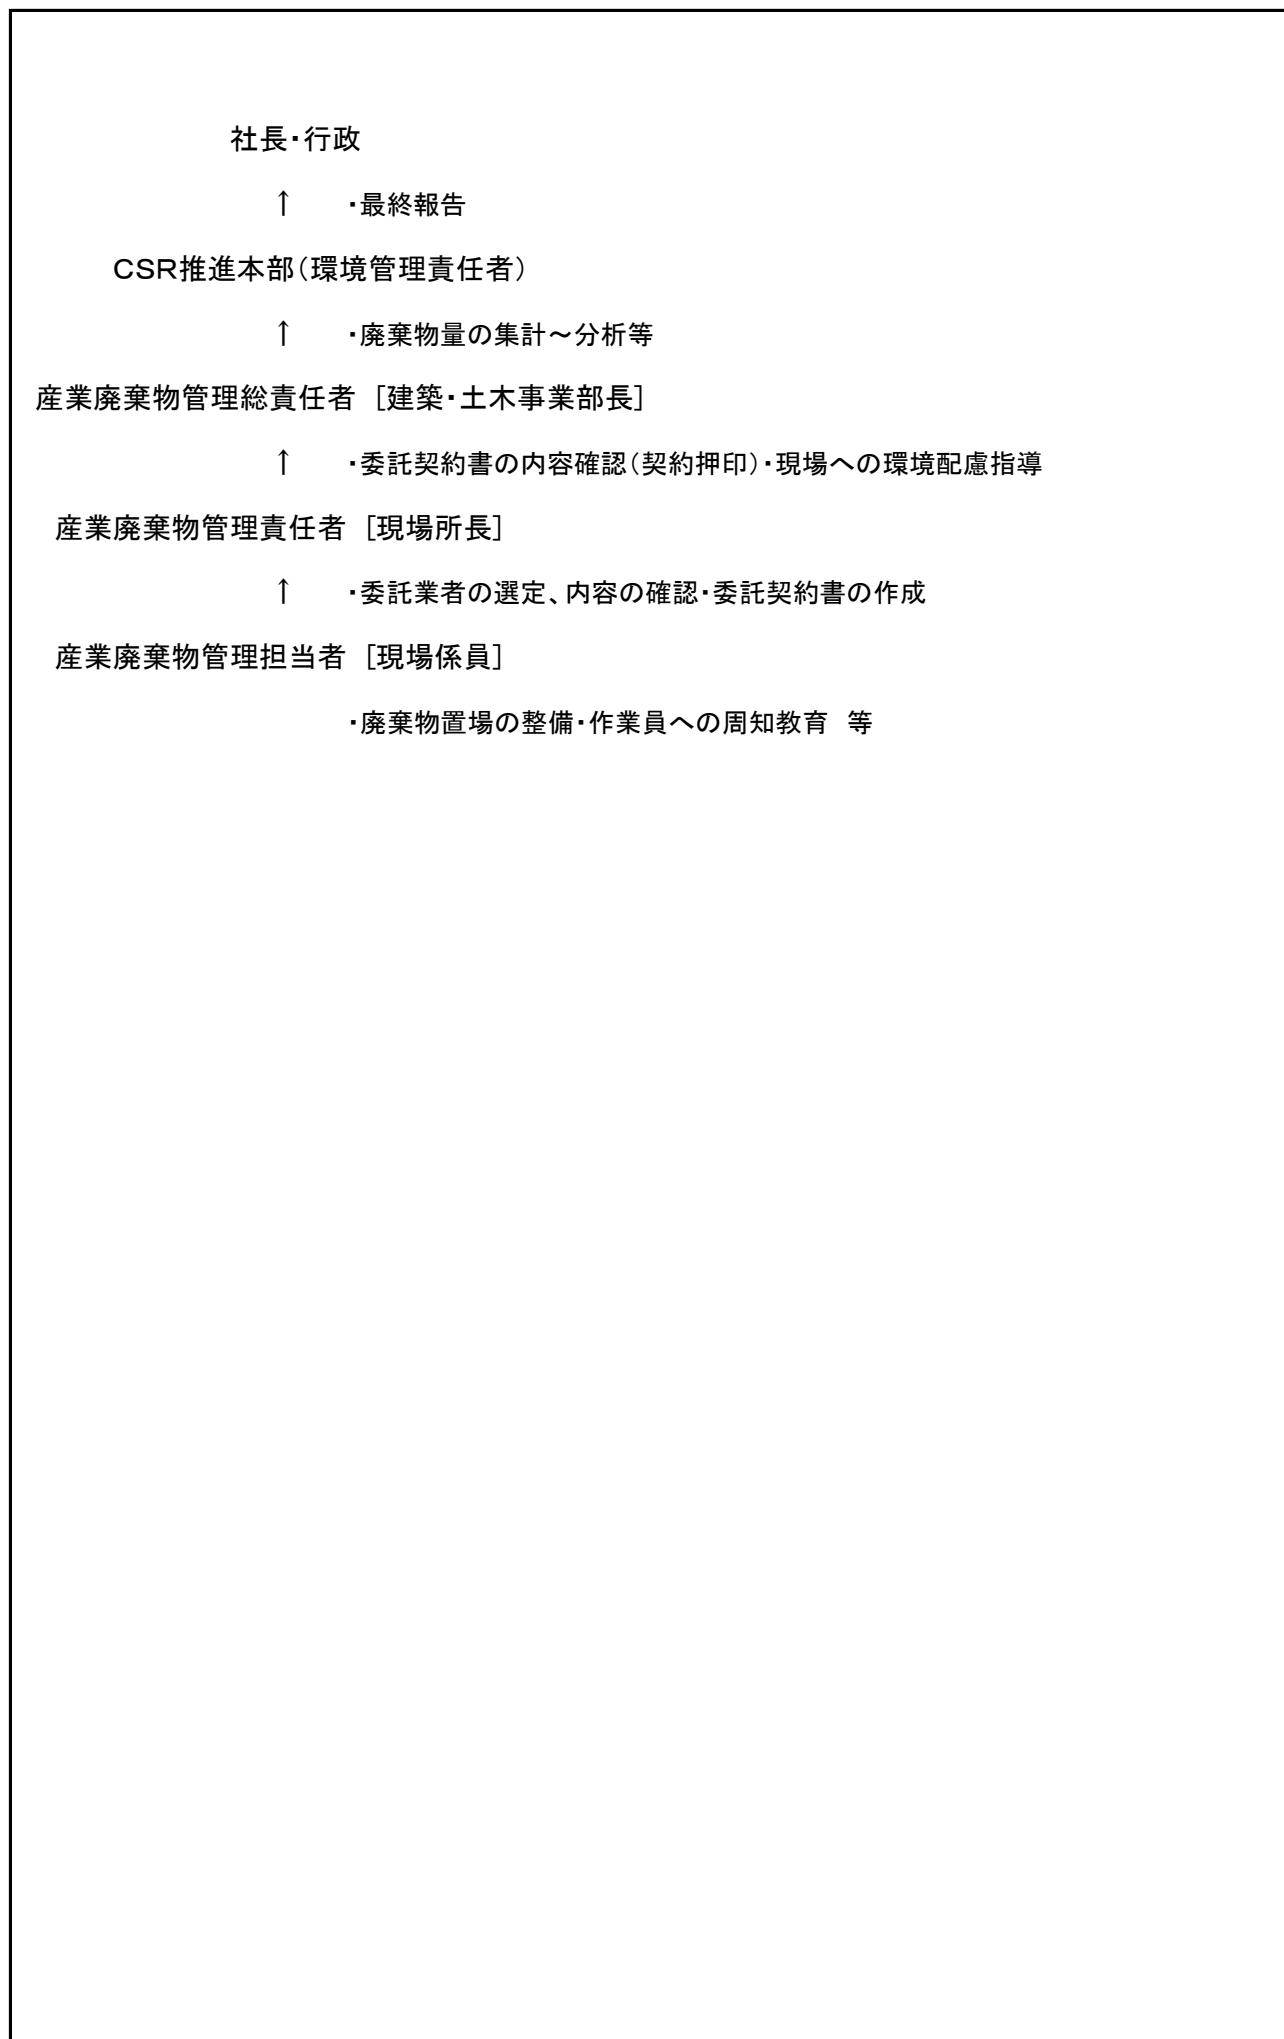 社長・行政
↑　・最終報告
CSR推進本部（環境管理責任者）
↑　・廃棄物量の集計～分析等
産業廃棄物管理総責任者　[建築・土木事業部長]
↑　・委託契約書の内容確認（契約押印）・現場への環境配慮指導
産業廃棄物管理責任者　[現場所長]
↑　・委託業者の選定、内容の確認・委託契約書の作成
産業廃棄物管理担当者　[現場係員]
・廃棄物置場の整備・作業員への周知教育　等